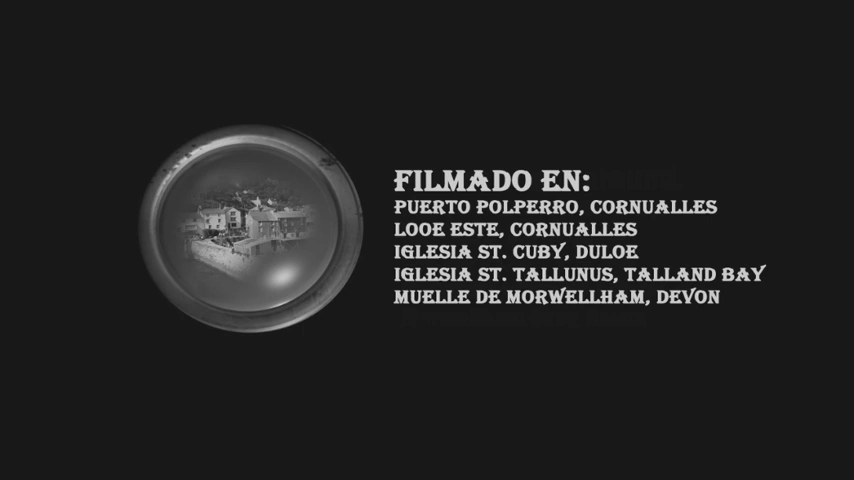 FILMADO EN:
PUERTO POLPERRO, CORNUALLES
LOOE ESTE, CORNUALLES
IGLESIA ST. CUBY, DULOE
IGLESIA ST. TALLUNUS, TALLAND BAY
MUELLE DE MORWELLHAM, DEVON